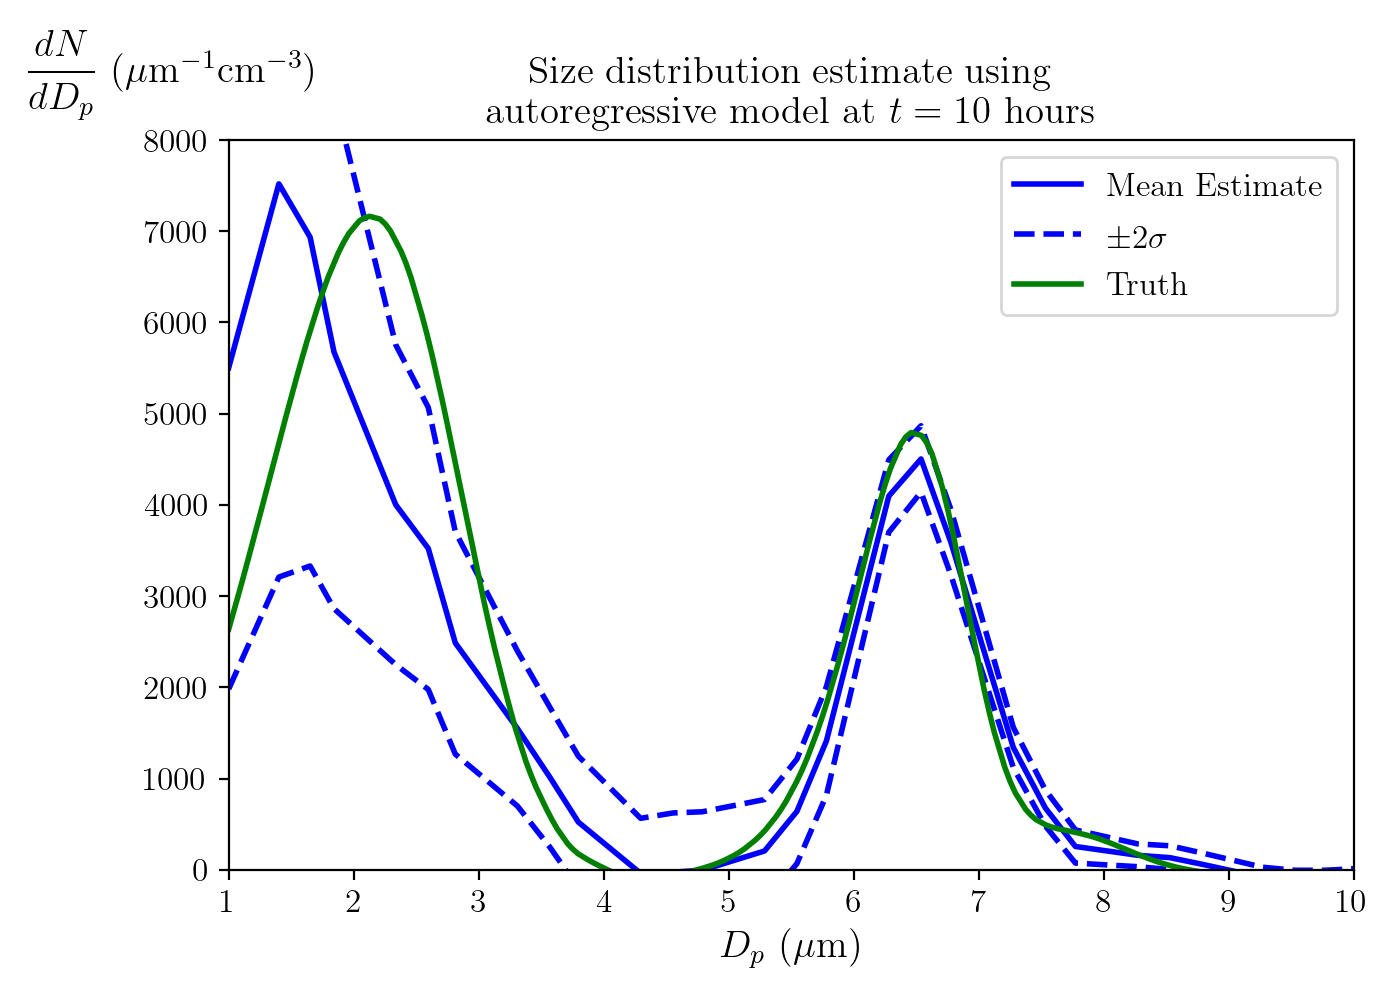 dN/dD_p (μm⁻¹cm⁻³)
Size distribution estimate using
autoregressive model at t = 10 hours
8000
7000
6000
5000
4000
3000
2000
1000
0
Mean Estimate
±2σ
Truth
1 2 3 4 5 6 7 8 9 10
D_p (μm)